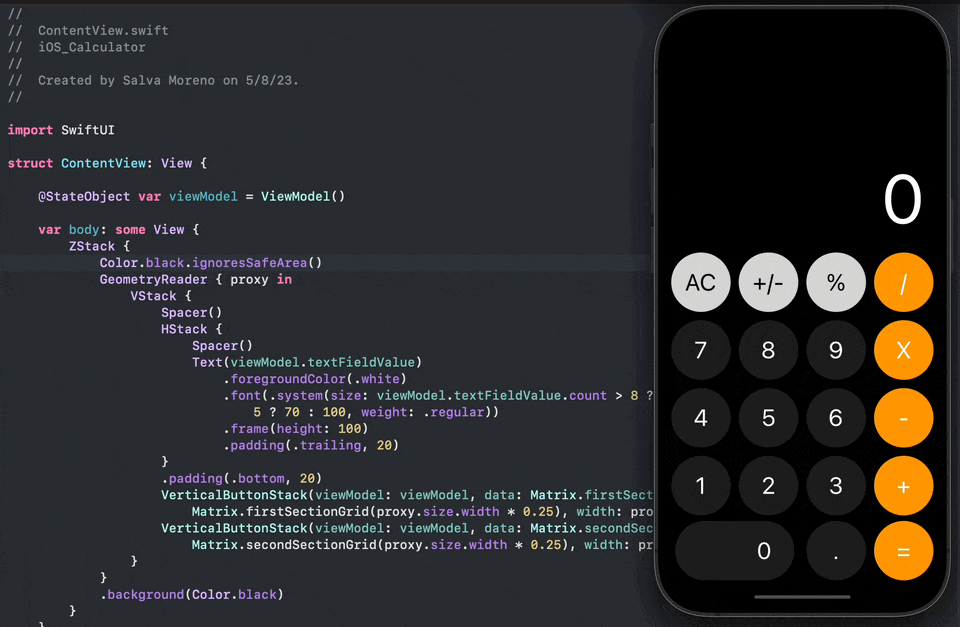 //
//  ContentView.swift
//  iOS_Calculator
//
//  Created by Salva Moreno on 5/8/23.
//
import SwiftUI
struct ContentView: View {
@StateObject var viewModel = ViewModel()
var body: some View {
ZStack {
Color.black.ignoresSafeArea()
GeometryReader { proxy in
VStack {
Spacer()
HStack {
Spacer()
Text(viewModel.textFieldValue)
.foregroundColor(.white)
.font(.system(size: viewModel.textFieldValue.count > 8 ?
5 ? 70 : 100, weight: .regular))
.frame(height: 100)
.padding(.trailing, 20)
}
.padding(.bottom, 20)
VerticalButtonStack(viewModel: viewModel, data: Matrix.firstSect
Matrix.firstSectionGrid(proxy.size.width * 0.25), width: pro
VerticalButtonStack(viewModel: viewModel, data: Matrix.secondSec
Matrix.secondSectionGrid(proxy.size.width * 0.25), width: pr
}
}
.background(Color.black)
}
}
0
AC +/- % /
7 8 9 X
4 5 6 -
1 2 3 +
0 . =